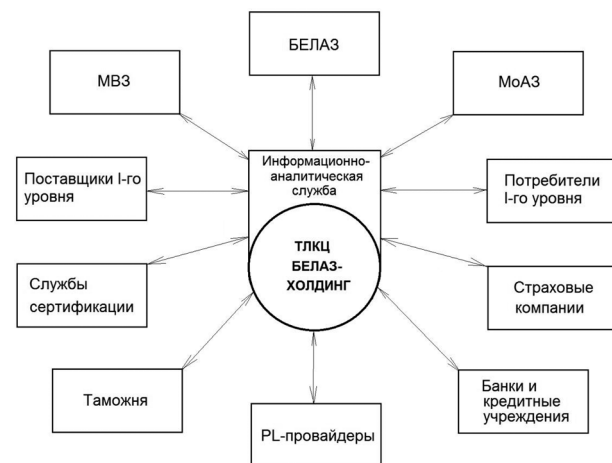 БЕЛАЗ
МВЗ
МоАЗ
Информационно-
аналитическая
служба
Поставщики I-го
уровня
Потребители
I-го уровня
ТЛКЦ
БЕЛАЗ-
ХОЛДИНГ
Службы
сертификации
Страховые
компании
Таможня
Банки и
кредитные
учреждения
PL-провайдеры